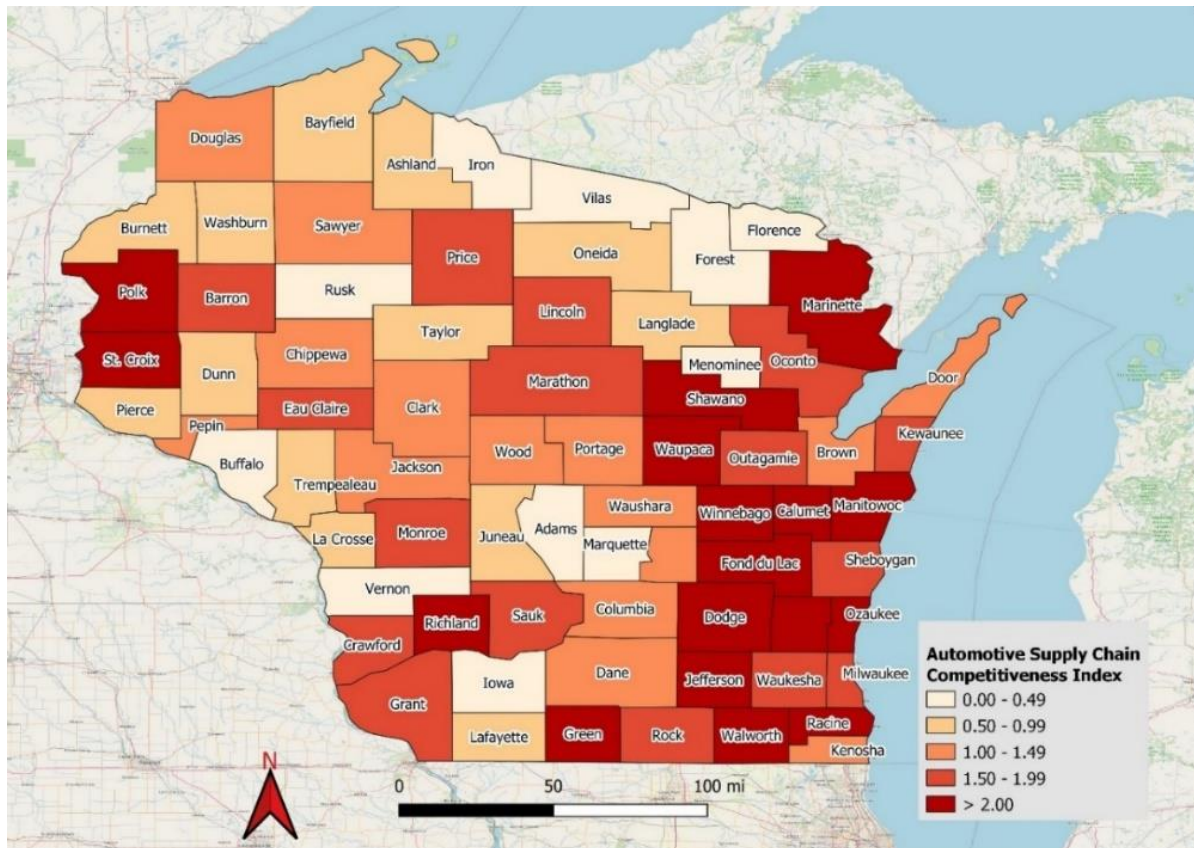 Bayfield
Douglas
Ashland
Iron
Vilas
Florence
Burnett
Washburn
Sawyer
Price
Oneida
Forest
Polk
Barron
Rusk
Lincoln
Marinette
Taylor
Langlade
St. Croix
Dunn
Chippewa
Marathon
Menominee
Oconto
Door
Pierce
Eau Claire
Clark
Shawano
Pepin
Wood
Portage
Waupaca
Outagamie
Brown
Kewaunee
Buffalo
Trempealeau
Jackson
Waushara
Winnebago
Calumet
Manitowoc
La Crosse
Monroe
Juneau
Adams
Marquette
Fond du Lac
Sheboygan
Vernon
Richland
Sauk
Columbia
Dodge
Ozaukee
Crawford
Grant
Iowa
Dane
Jefferson
Waukesha
Milwaukee
Lafayette
Green
Rock
Walworth
Racine
Kenosha
N
0 50 100 mi
Automotive Supply Chain
Competitiveness Index
0.00 - 0.49
0.50 - 0.99
1.00 - 1.49
1.50 - 1.99
> 2.00